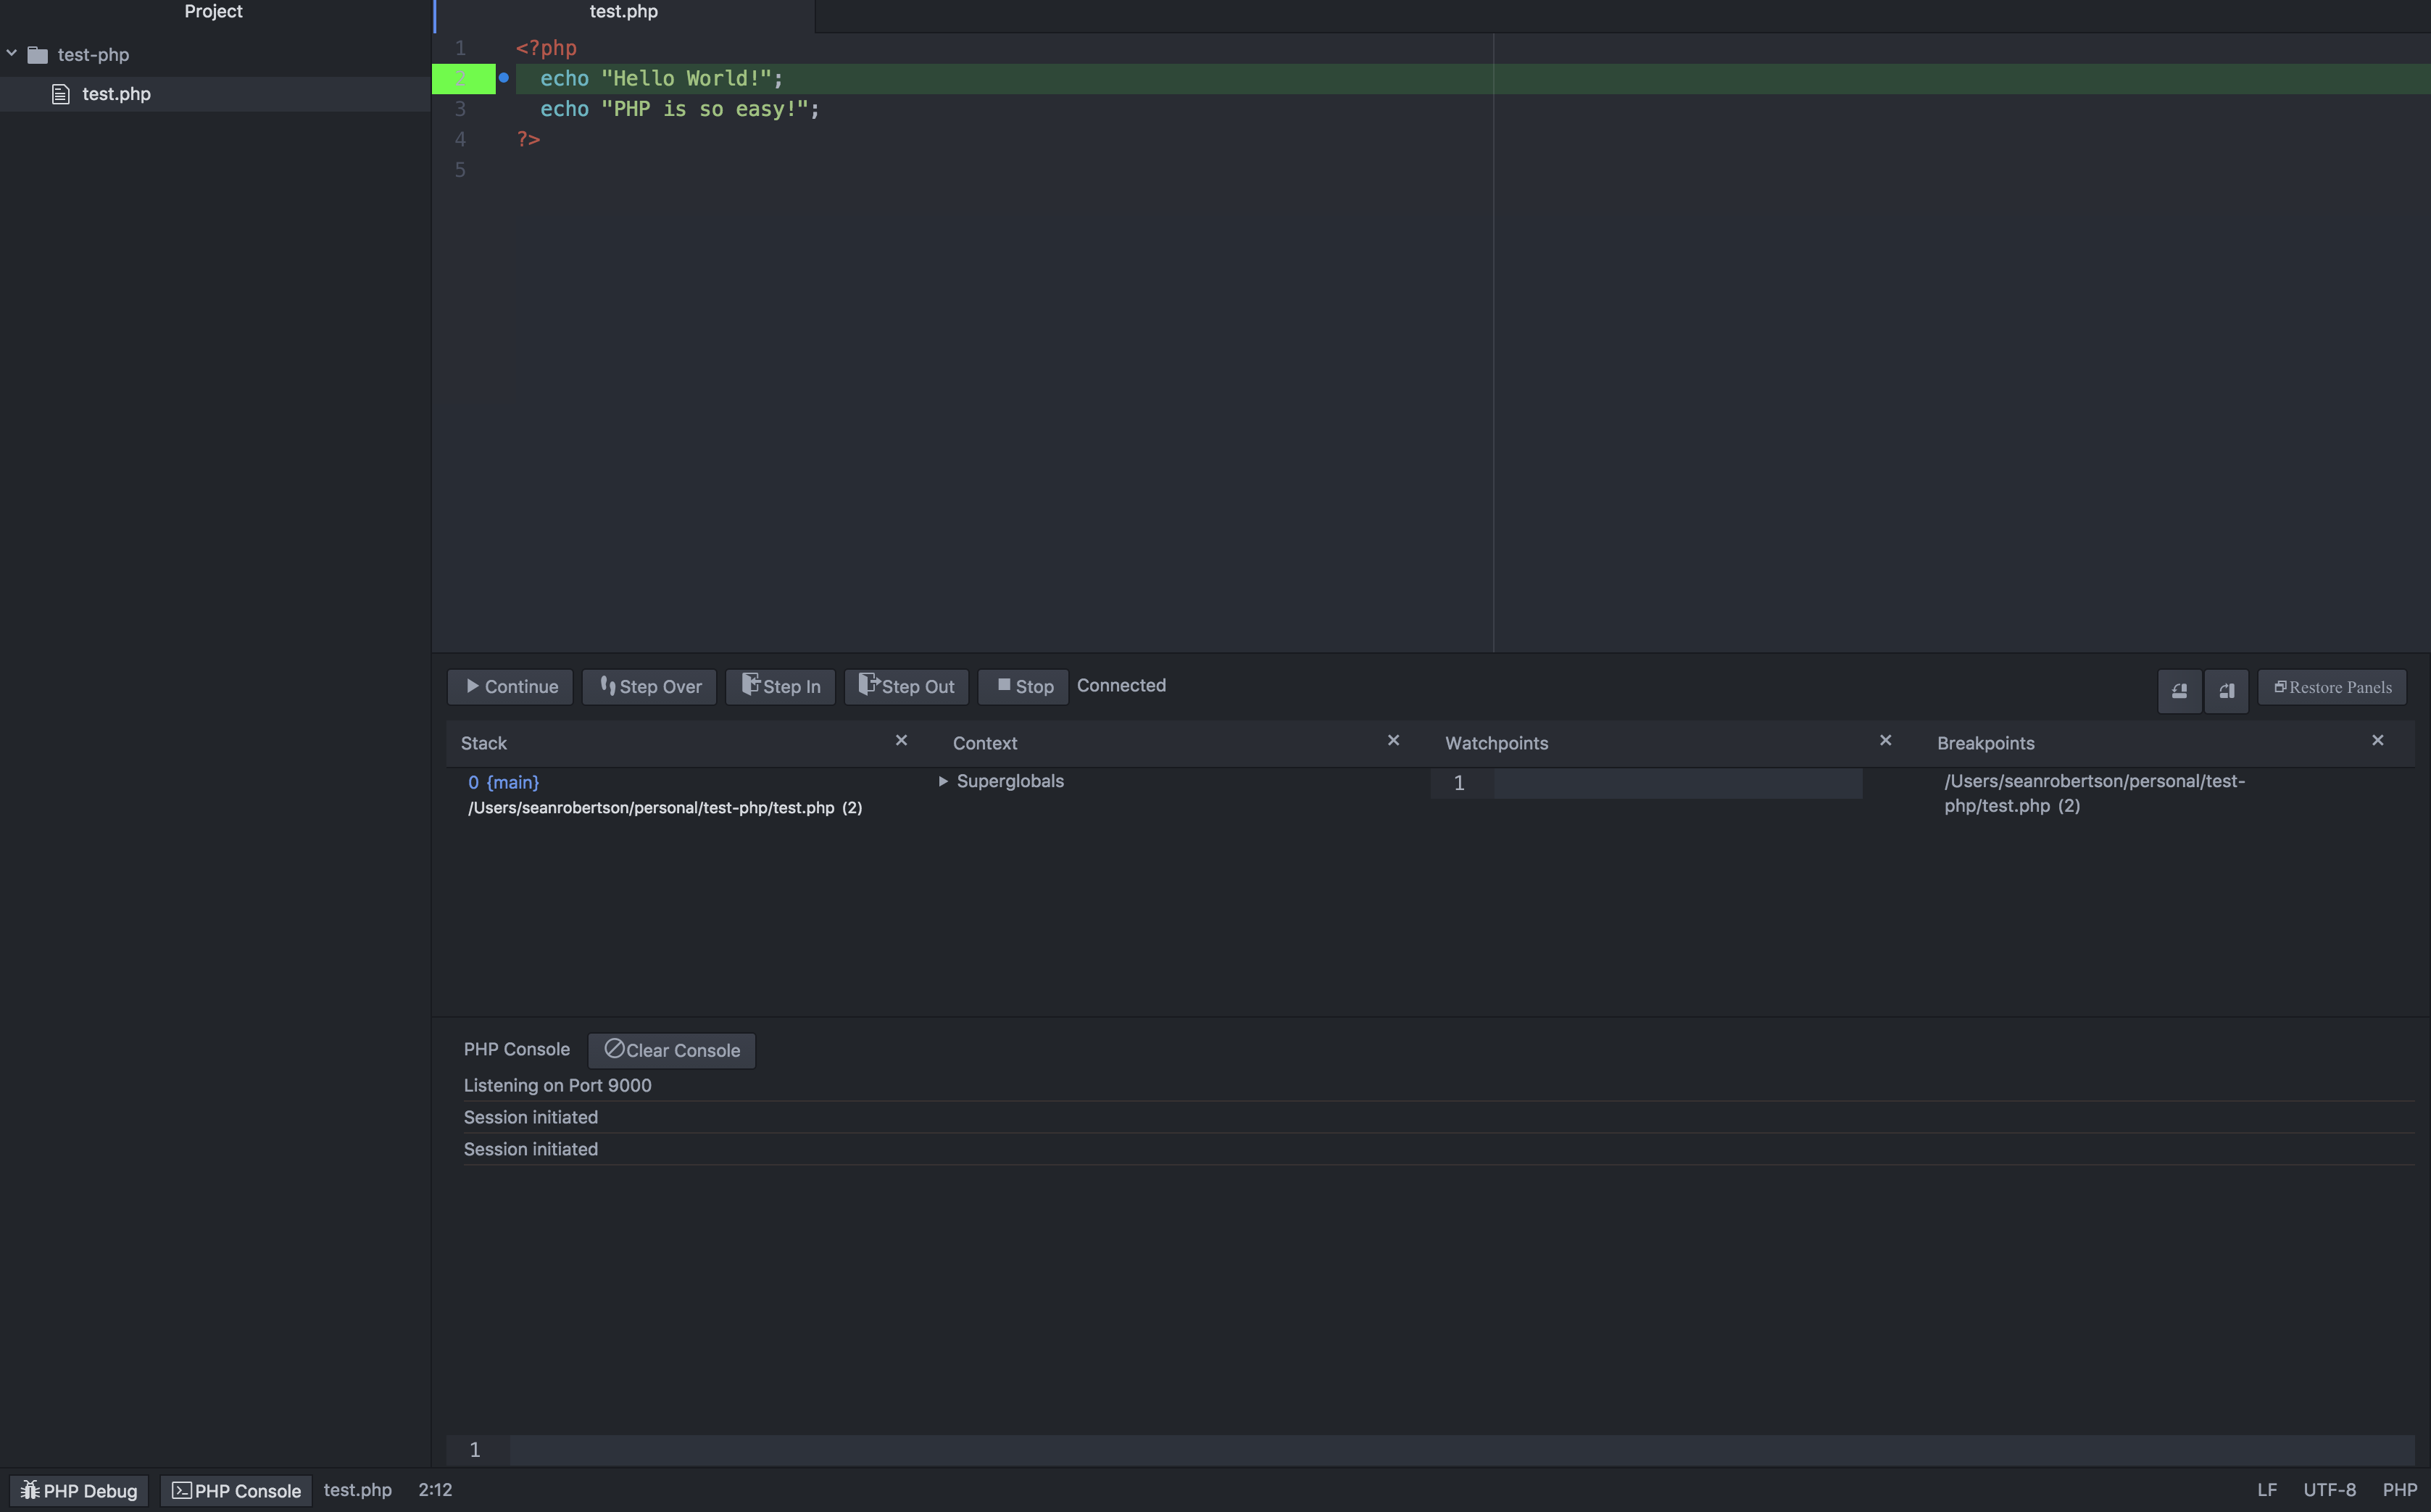 Project
test-php
test.php
test.php
1 <?php
2 echo "Hello World!";
3 echo "PHP is so easy!";
4 ?>
5
Continue Step Over Step In Step Out Stop Connected Restore Panels
Stack Context Watchpoints Breakpoints
0 {main}
/Users/seanrobertson/personal/test-php/test.php (2)
Superglobals
1
/Users/seanrobertson/personal/test-
php/test.php (2)
PHP Console Clear Console
Listening on Port 9000
Session initiated
Session initiated
1
PHP Debug PHP Console test.php 2:12 LF UTF-8 PHP